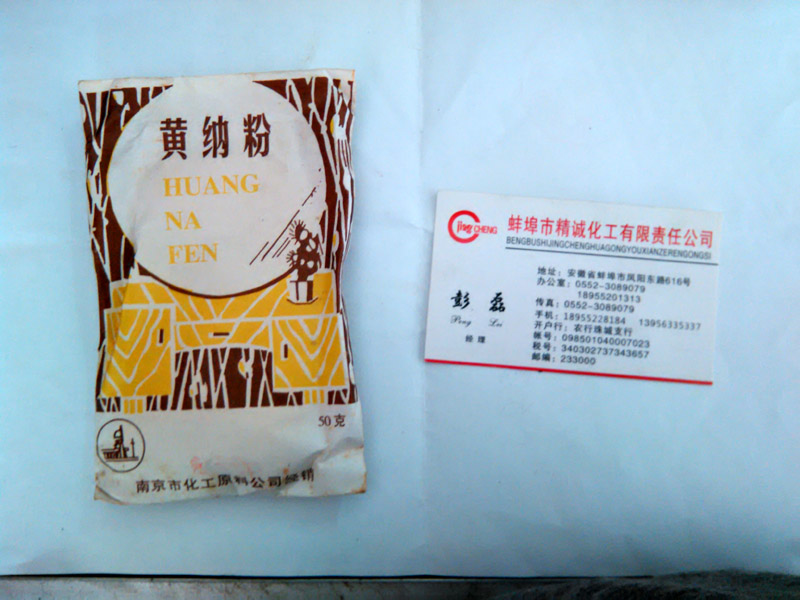 黄纳粉
HUANG
NA
FEN
50克
南京市化工原料公司经销
CHENG
蚌埠市精诚化工有限责任公司
BENGBUSHIJINGCHENGHUAGONGYOUXIANZERENGONGSI
地址：安徽省蚌埠市凤阳东路616号
办公室：0552-3089079
18955201313
传真：0552-3089079
手机：18955228184 13956335337
开户行：农行珠城支行
帐号：098501040007023
税号：340302737343657
邮编：233000
彭磊
Peng Lei
经理